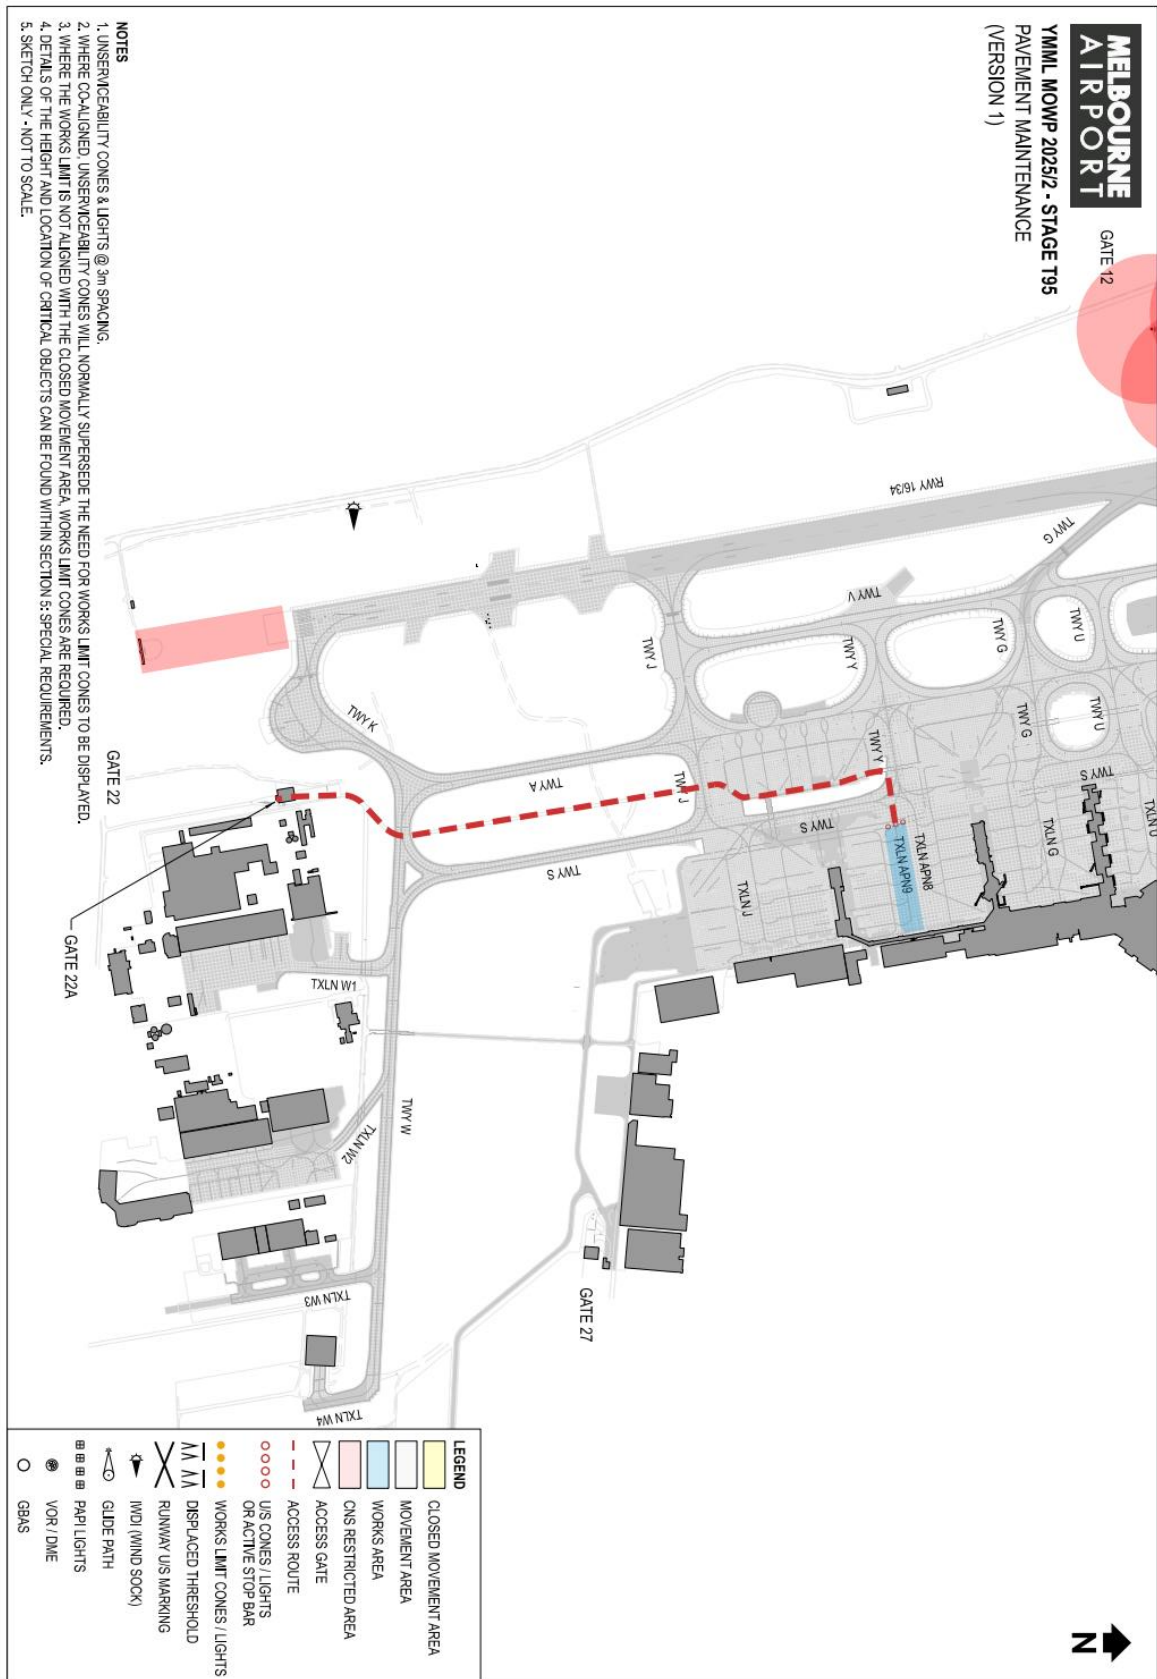 MELBOURNE
AIRPORT
YMML MOWP 2025/2 - STAGE T95
PAVEMENT MAINTENANCE
(VERSION 1)
GATE 12
RWY 16/34
TWY G
TWY V
TWY U
TWY G
TWY Y
TWY J
TWY K
TWY A
TWY J
TWY Y
TWY G
TWY U
TWY S
TWY S
TWY S
TXLN U
TXLN G
TXLN APN8
TXLN APN9
TXLN J
GATE 22
GATE 22A
TXLN W1
TWY W
TXLN W2
TXLN W3
TXLN W4
GATE 27
NOTES
1. UNSERVICEABILITY CONES & LIGHTS @ 3m SPACING.
2. WHERE CO-ALIGNED, UNSERVICEABILITY CONES WILL NORMALLY SUPERSEDE THE NEED FOR WORKS LIMIT CONES TO BE DISPLAYED.
3. WHERE THE WORKS LIMIT IS NOT ALIGNED WITH THE CLOSED MOVEMENT AREA, WORKS LIMIT CONES ARE REQUIRED.
4. DETAILS OF THE HEIGHT AND LOCATION OF CRITICAL OBJECTS CAN BE FOUND WITHIN SECTION 5: SPECIAL REQUIREMENTS.
5. SKETCH ONLY - NOT TO SCALE.
LEGEND
CLOSED MOVEMENT AREA
MOVEMENT AREA
WORKS AREA
CNS RESTRICTED AREA
ACCESS GATE
ACCESS ROUTE
U/S CONES / LIGHTS
OR ACTIVE STOP BAR
WORKS LIMIT CONES / LIGHTS
DISPLACED THRESHOLD
RUNWAY U/S MARKING
IWDI (WIND SOCK)
GLIDE PATH
PAPI LIGHTS
VOR / DME
GBAS
N